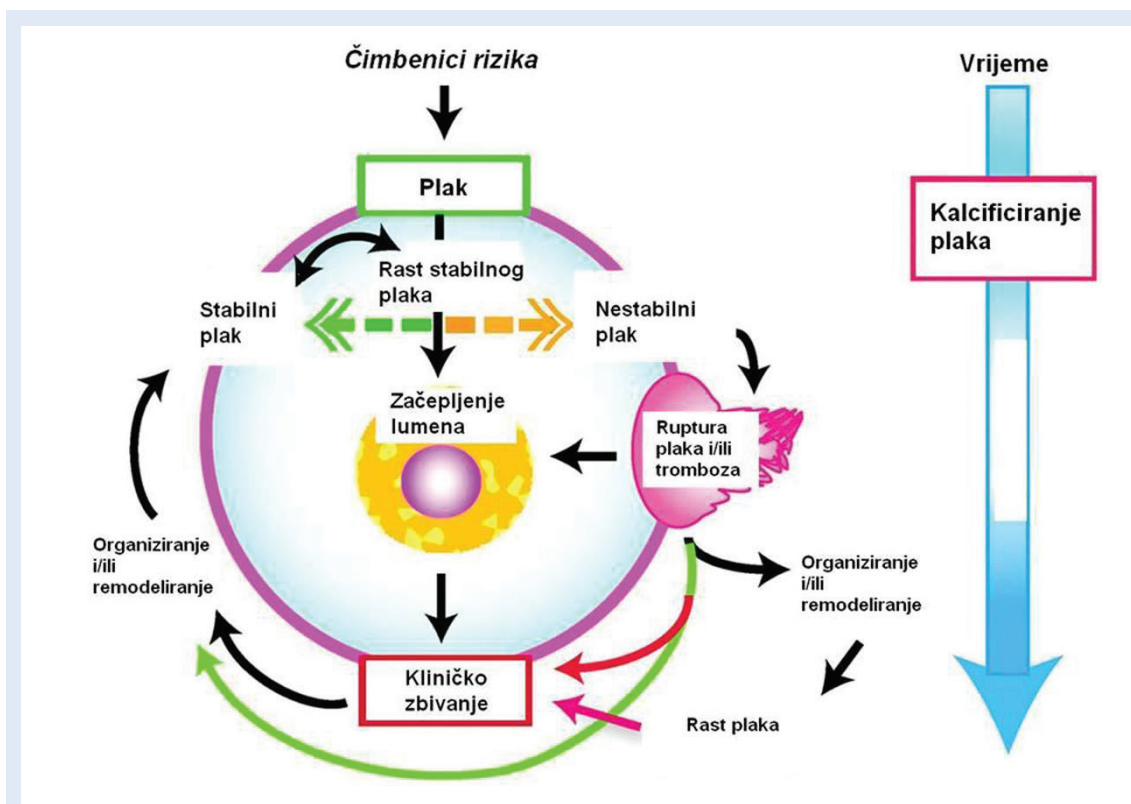 Čimbenici rizika
Vrijeme
Plak
Kalcificiranje
plaka
Rast stabilnog
plaka
Stabilni
plak
Nestabilni
plak
Začepljenje
lumena
Ruptura
plaka i/ili
tromboza
Organiziranje
i/ili
remodeliranje
Organiziranje
i/ili
remodeliranje
Kliničko
zbivanje
Rast plaka